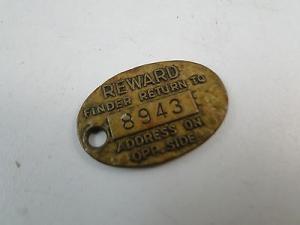 REWARD
FINDER RETURN TO
8943
ADDRESS ON
OPP. SIDE